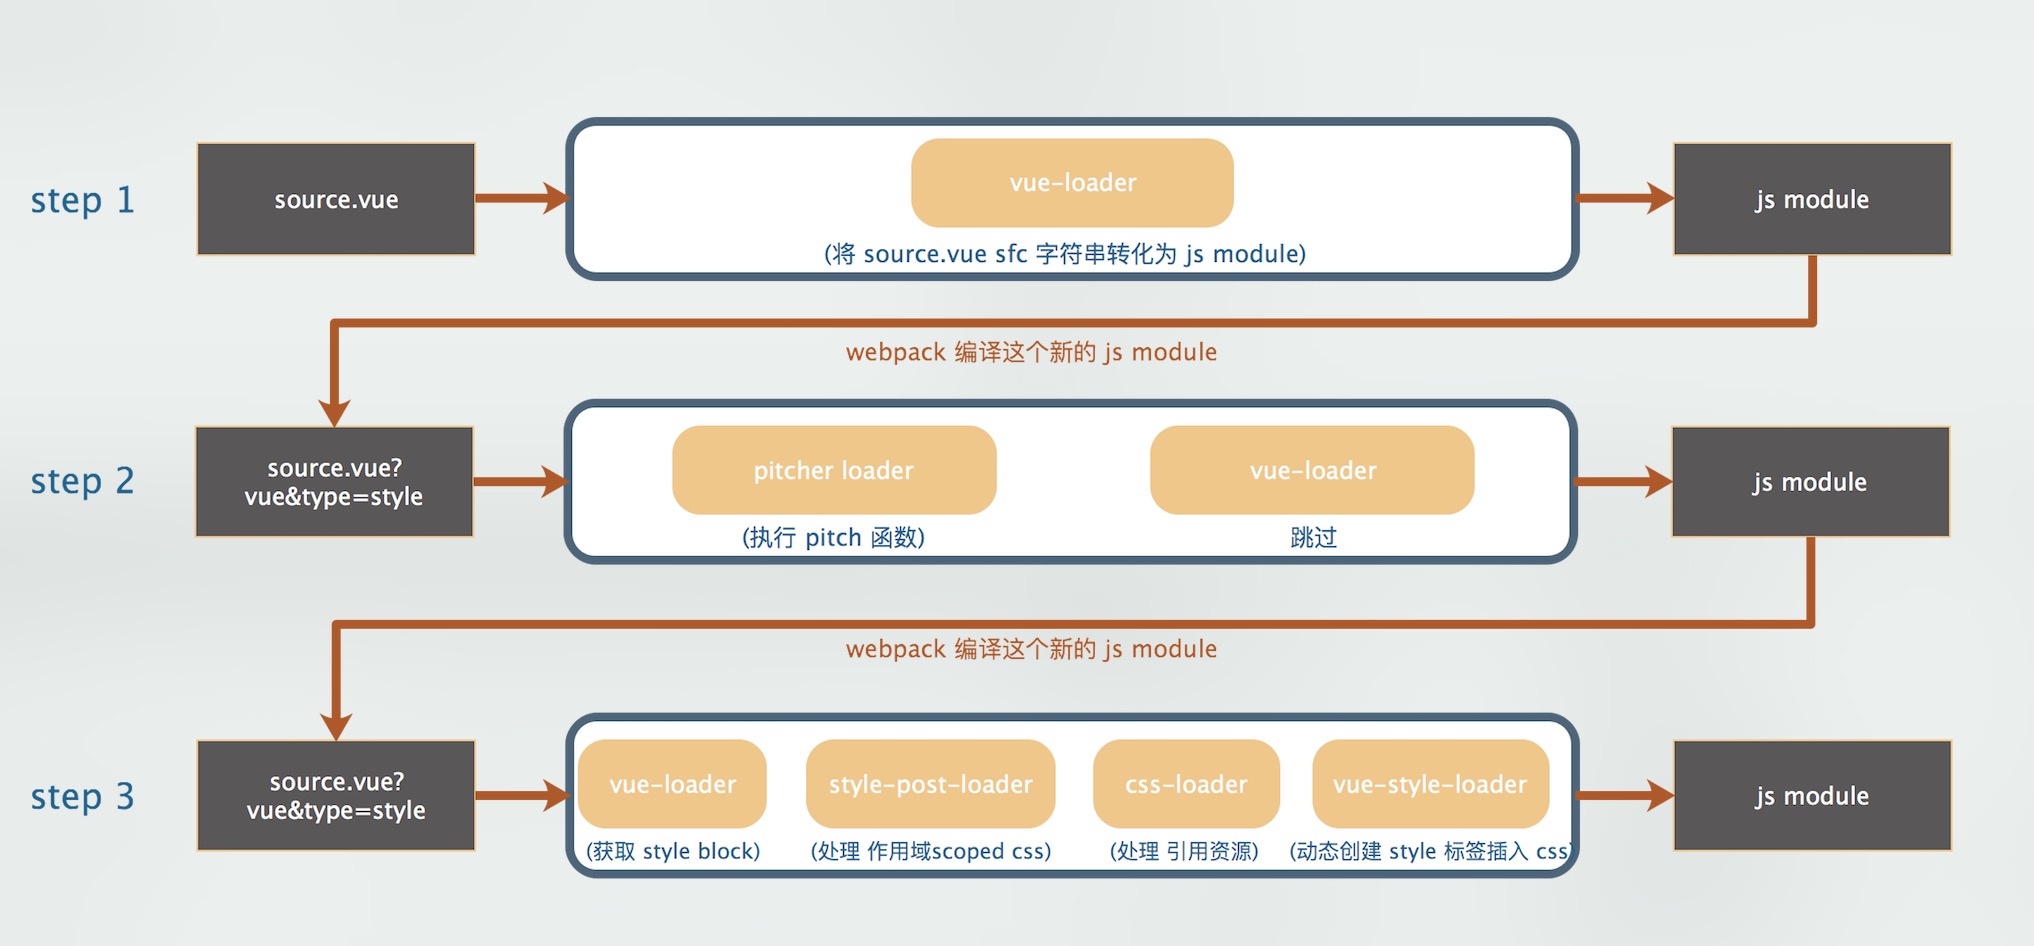 step 1
source.vue
vue-loader
(将 source.vue sfc 字符串转化为 js module)
js module
webpack 编译这个新的 js module
step 2
source.vue?
vue&type=style
pitcher loader
(执行 pitch 函数)
vue-loader
跳过
js module
webpack 编译这个新的 js module
step 3
source.vue?
vue&type=style
vue-loader
(获取 style block)
style-post-loader
(处理 作用域scoped css)
css-loader
(处理 引用资源)
vue-style-loader
(动态创建 style 标签插入 css)
js module